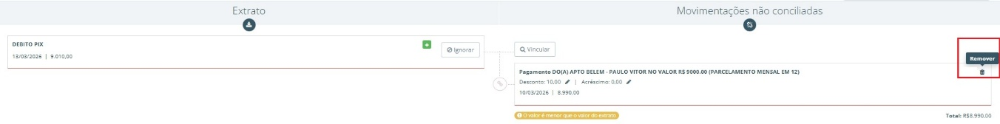 Extrato
Movimentações não conciliadas
DEBITO PIX
13/03/2026 | 9.010,00
+
Ignorar
Vincular
Remover
Pagamento DO(A) APTO BELEM - PAULO VITOR NO VALOR R$ 9000.00 (PARCELAMENTO MENSAL EM 12)
Desconto: 10,00 | Acréscimo: 0,00
10/03/2026 | 8.990,00
O valor é menor que o valor do extrato
Total: R$8.990,00